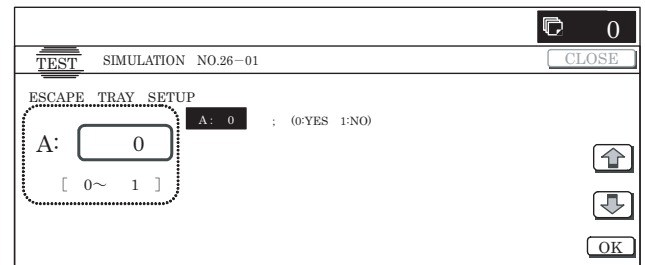 0
TEST SIMULATION NO.26-01 CLOSE
ESCAPE TRAY SETUP
A: 0 ; (0:YES 1:NO)
A: 0
[ 0~ 1 ]
OK